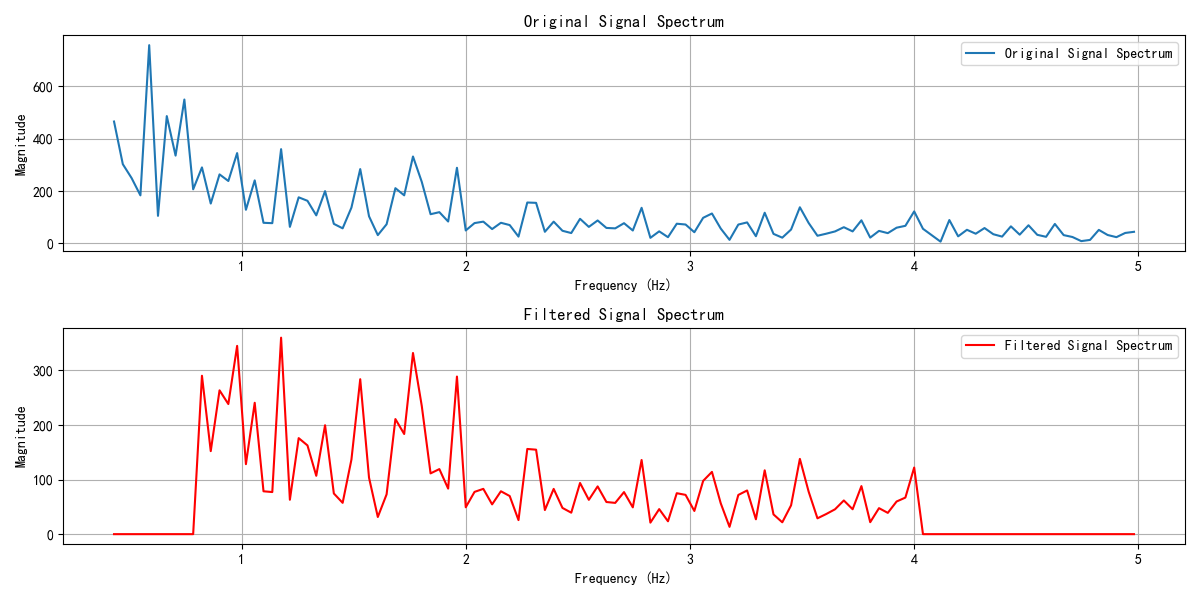 Original Signal Spectrum
Original Signal Spectrum
Magnitude
600
400
200
0
1 2 3 4 5
Frequency (Hz)
Filtered Signal Spectrum
Filtered Signal Spectrum
Magnitude
300
200
100
0
1 2 3 4 5
Frequency (Hz)